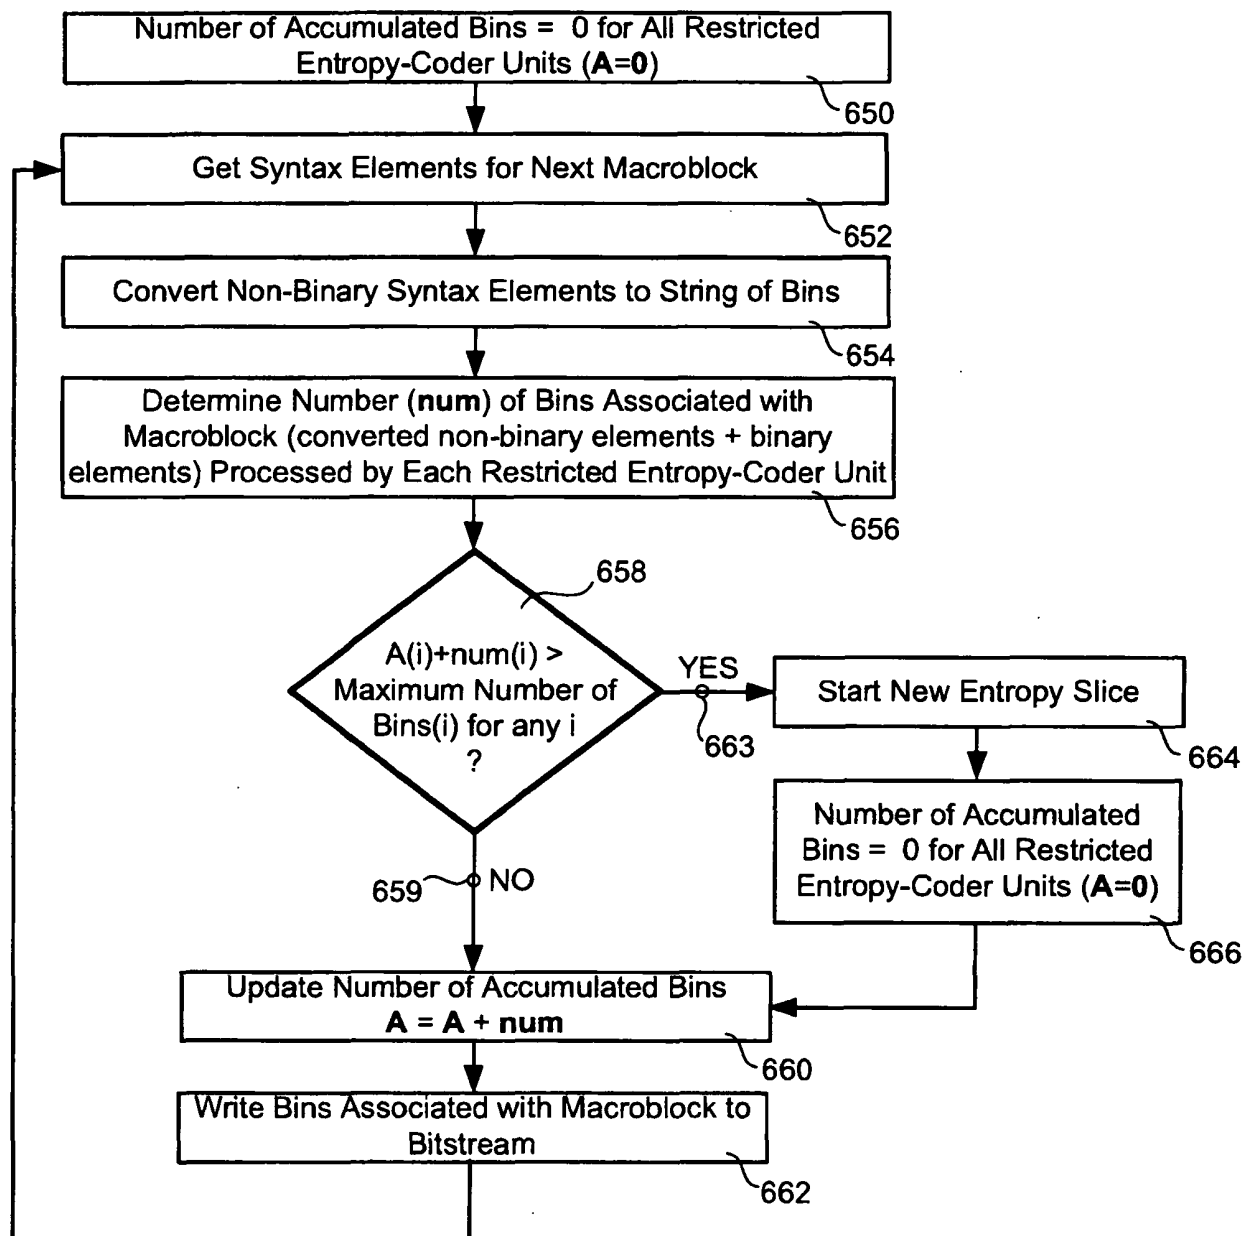 Number of Accumulated Bins = 0 for All Restricted
Entropy-Coder Units (A=0)
650
Get Syntax Elements for Next Macroblock
652
Convert Non-Binary Syntax Elements to String of Bins
654
Determine Number (num) of Bins Associated with
Macroblock (converted non-binary elements + binary
elements) Processed by Each Restricted Entropy-Coder Unit
656
658
A(i)+num(i) >
Maximum Number of
Bins(i) for any i
?
YES
663
Start New Entropy Slice
664
Number of Accumulated
Bins = 0 for All Restricted
Entropy-Coder Units (A=0)
666
659
NO
Update Number of Accumulated Bins
A = A + num
660
Write Bins Associated with Macroblock to
Bitstream
662